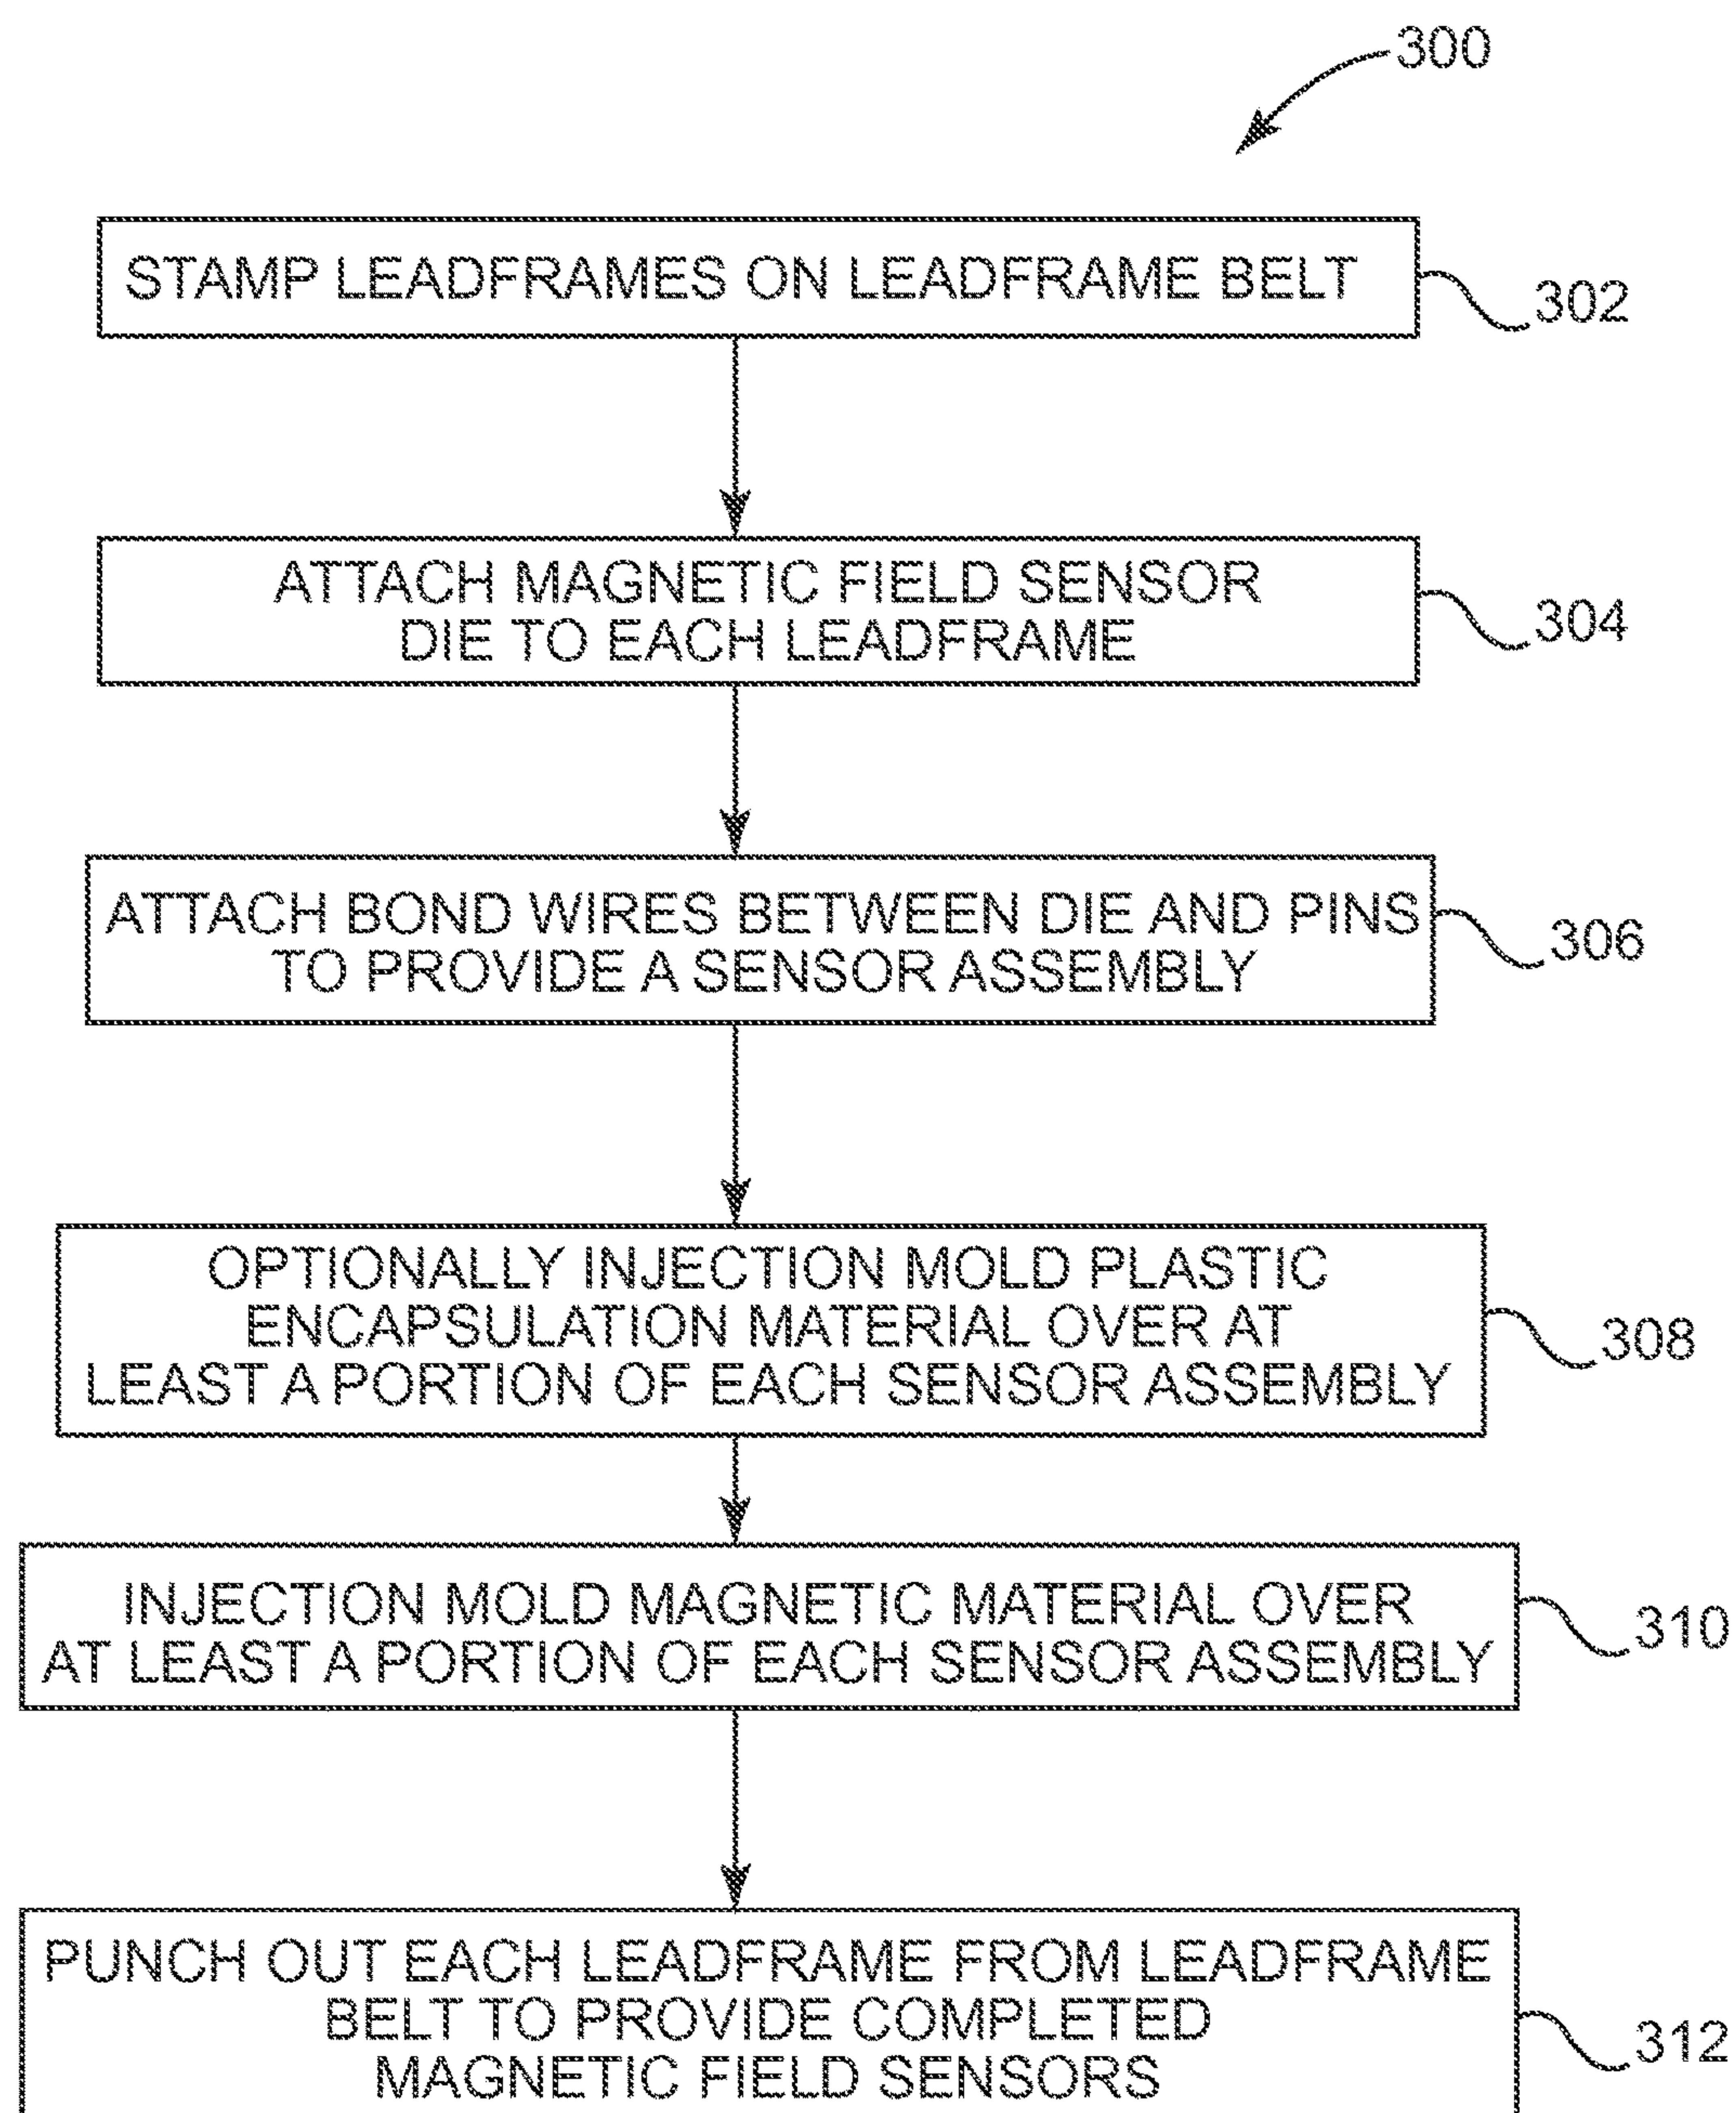 300
STAMP LEADFRAMES ON LEADFRAME BELT
302
ATTACH MAGNETIC FIELD SENSOR
DIE TO EACH LEADFRAME
304
ATTACH BOND WIRES BETWEEN DIE AND PINS
TO PROVIDE A SENSOR ASSEMBLY
306
OPTIONALLY INJECTION MOLD PLASTIC
ENCAPSULATION MATERIAL OVER AT
LEAST A PORTION OF EACH SENSOR ASSEMBLY
308
INJECTION MOLD MAGNETIC MATERIAL OVER
AT LEAST A PORTION OF EACH SENSOR ASSEMBLY
310
PUNCH OUT EACH LEADFRAME FROM LEADFRAME
BELT TO PROVIDE COMPLETED
MAGNETIC FIELD SENSORS
312